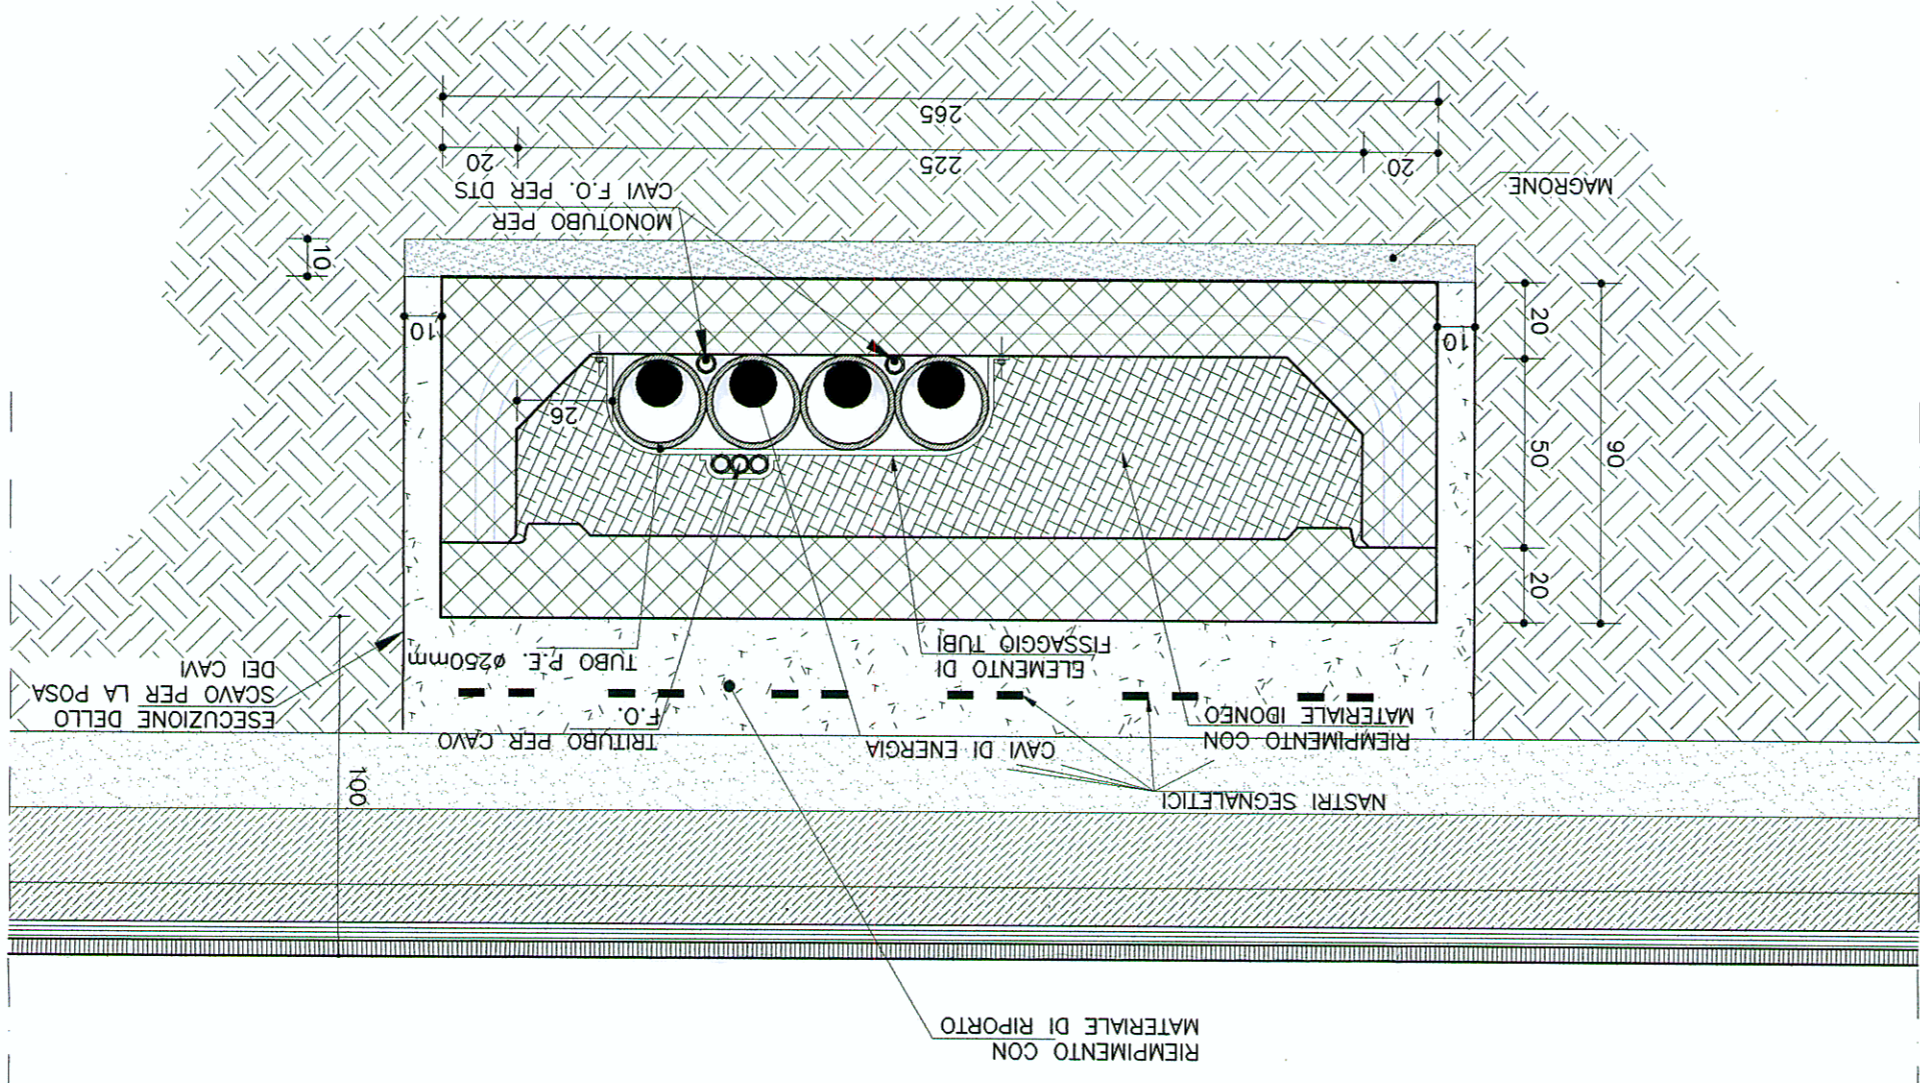 RIEMPIMENTO CON
MATERIALE DI RIPORTO
NASTRI SEGNALETICI
RIEMPIMENTO CON
MATERIALE IDONEO
CAVI DI ENERGIA
TRITUBO PER CAVO
F.O.
ESECUZIONE DELLO
SCAVO PER LA POSA
DEI CAVI
100
ELEMENTO DI
FISSAGGIO TUBI
TUBO P.E. ø250mm
20
50
90
20
26
10
10
10
MAGRONE
MONOTUBO PER
CAVI F.O. PER DTS
20
225
20
265